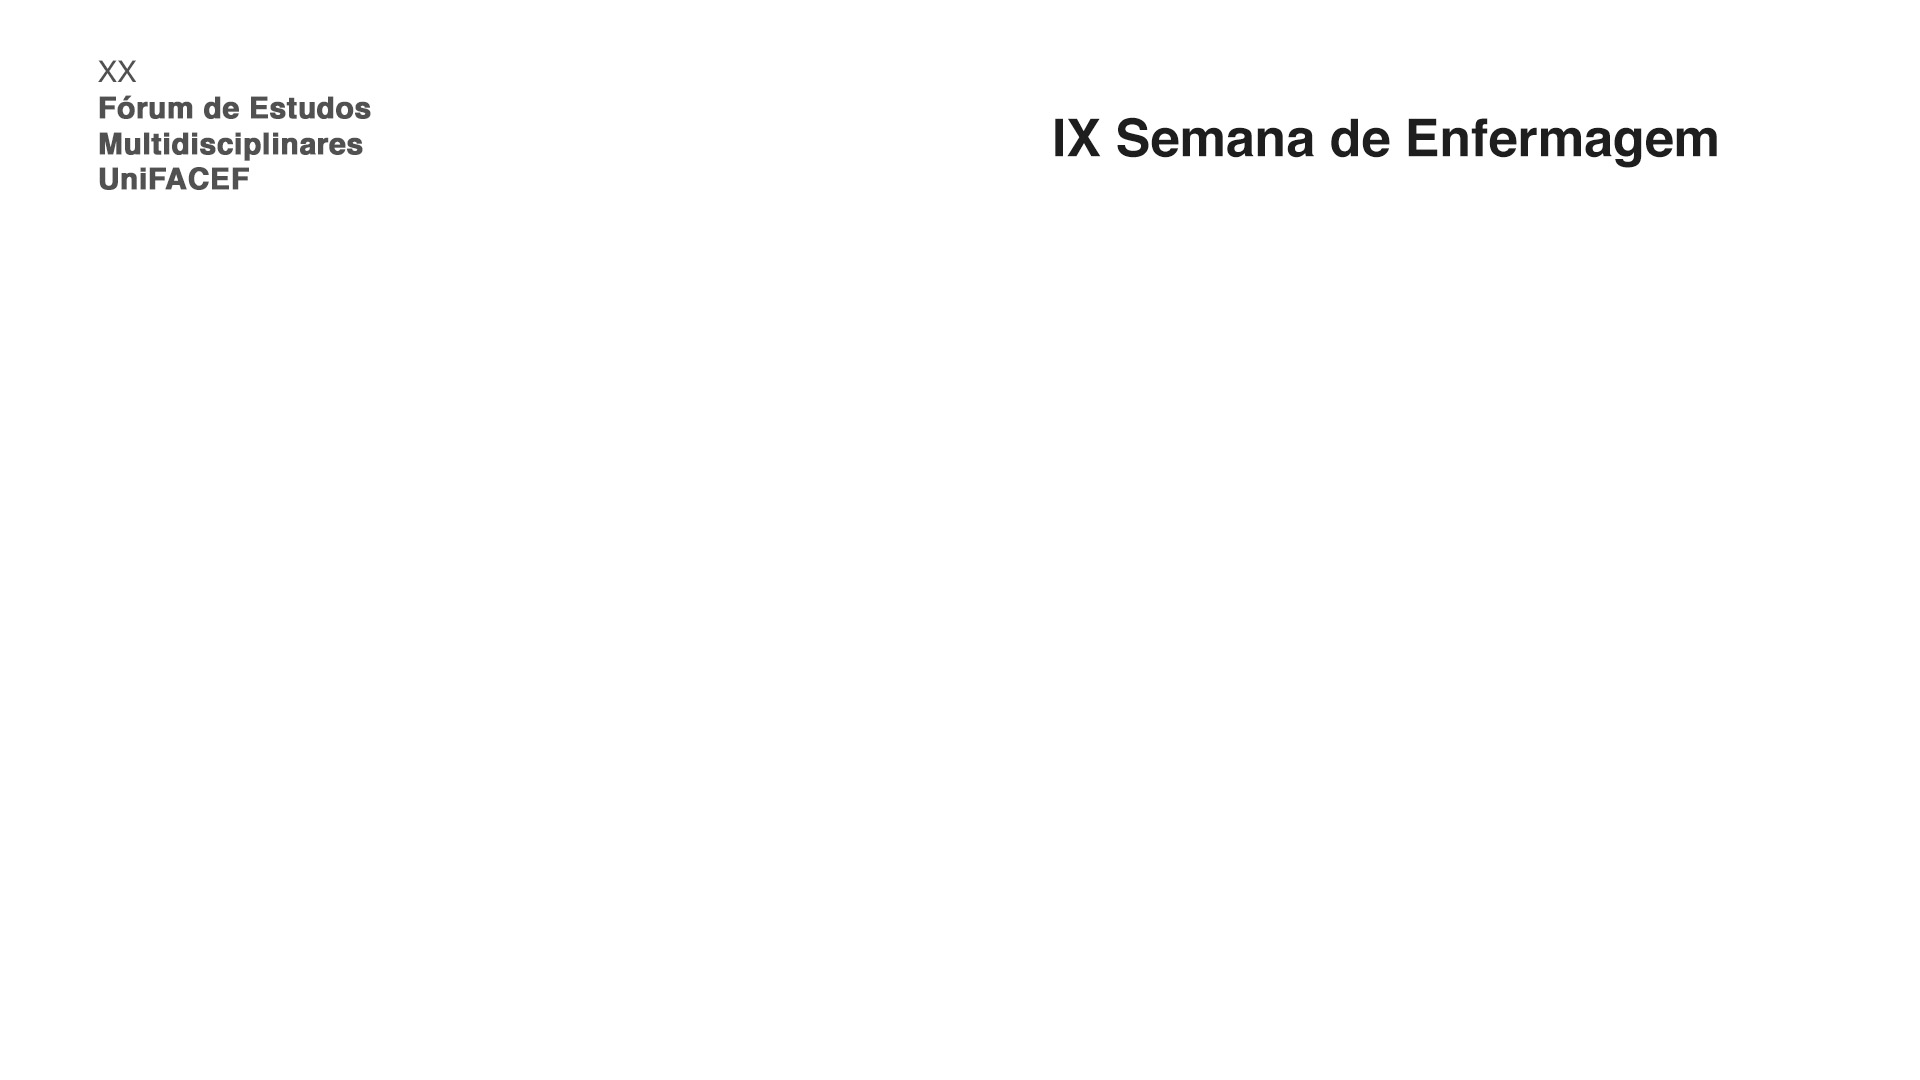 XX
Fórum de Estudos
Multidisciplinares
UniFACEF
IX Semana de Enfermagem